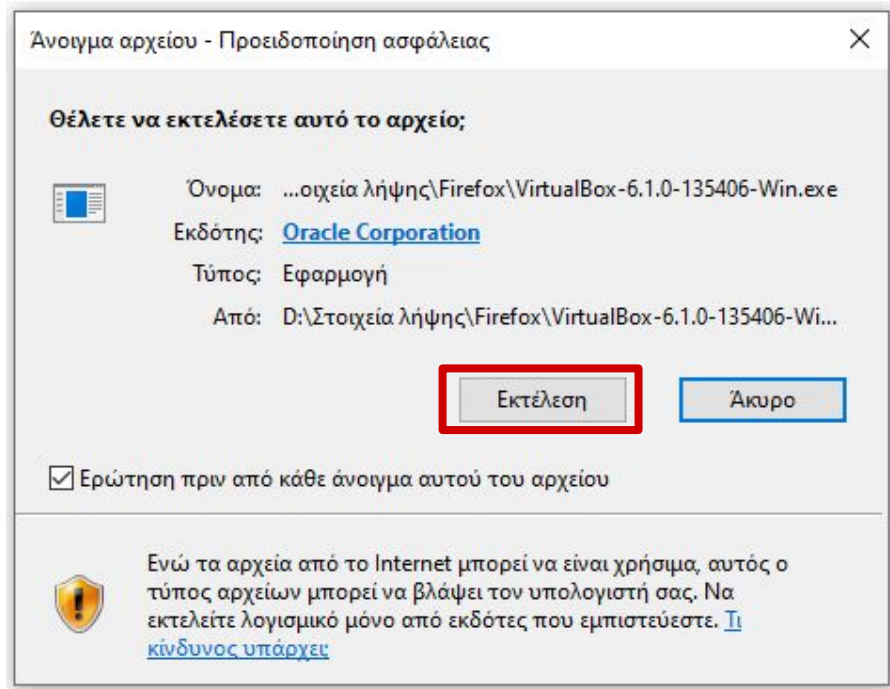 Άνοιγμα αρχείου - Προειδοποίηση ασφάλειας
Θέλετε να εκτελέσετε αυτό το αρχείο;
Όνομα: ...οιχεία λήψης\Firefox\VirtualBox-6.1.0-135406-Win.exe
Εκδότης: Oracle Corporation
Τύπος: Εφαρμογή
Από: D:\Στοιχεία λήψης\Firefox\VirtualBox-6.1.0-135406-Wi...
Εκτέλεση Άκυρο
Ερώτηση πριν από κάθε άνοιγμα αυτού του αρχείου
Ενώ τα αρχεία από το Internet μπορεί να είναι χρήσιμα, αυτός ο
τύπος αρχείων μπορεί να βλάψει τον υπολογιστή σας. Να
εκτελείτε λογισμικό μόνο από εκδότες που εμπιστεύεστε. Τι
κίνδυνος υπάρχει;